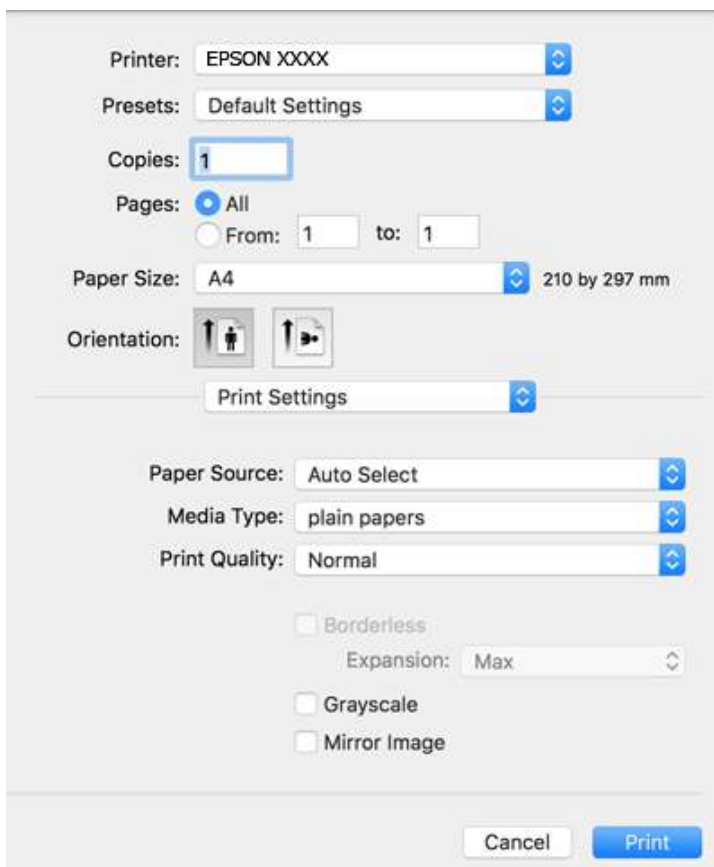 Printer: EPSON XXXX
Presets: Default Settings
Copies: 1
Pages: All
From: 1 to: 1
Paper Size: A4 210 by 297 mm
Orientation:
Print Settings
Paper Source: Auto Select
Media Type: plain papers
Print Quality: Normal
Borderless
Expansion: Max
Grayscale
Mirror Image
Cancel Print